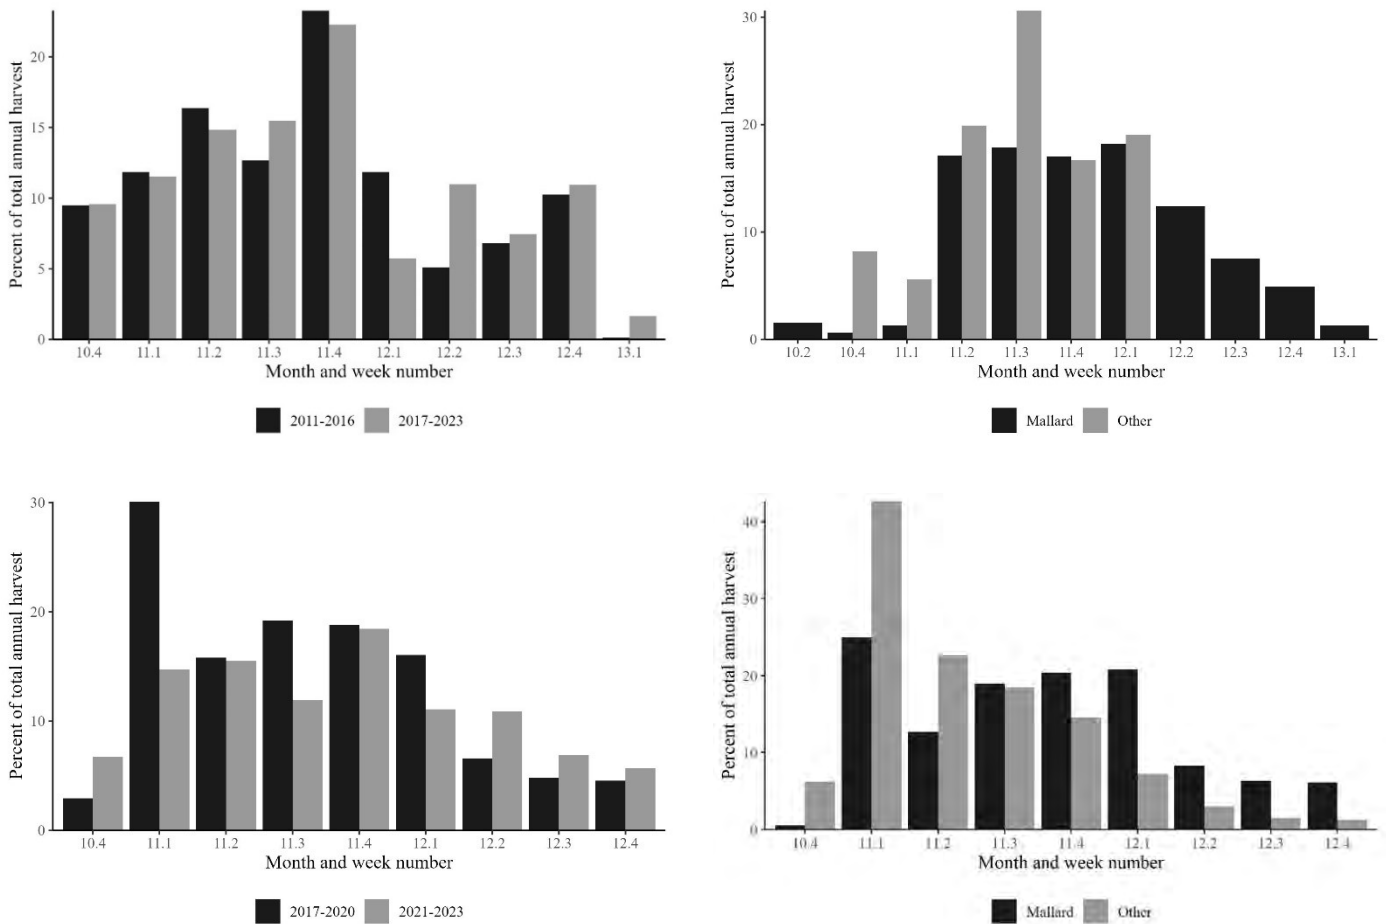 Percent of total annual harvest
20
15
10
5
0
10.4 11.1 11.2 11.3 11.4 12.1 12.2 12.3 12.4 13.1
Month and week number
2011-2016 2017-2023
Percent of total annual harvest
30
20
10
0
10.2 10.4 11.1 11.2 11.3 11.4 12.1 12.2 12.3 12.4 13.1
Month and week number
Mallard Other
Percent of total annual harvest
30
20
10
0
10.4 11.1 11.2 11.3 11.4 12.1 12.2 12.3 12.4
Month and week number
2017-2020 2021-2023
Percent of total annual harvest
40
30
20
10
0
10.4 11.1 11.2 11.3 11.4 12.1 12.2 12.3 12.4
Month and week number
Mallard Other